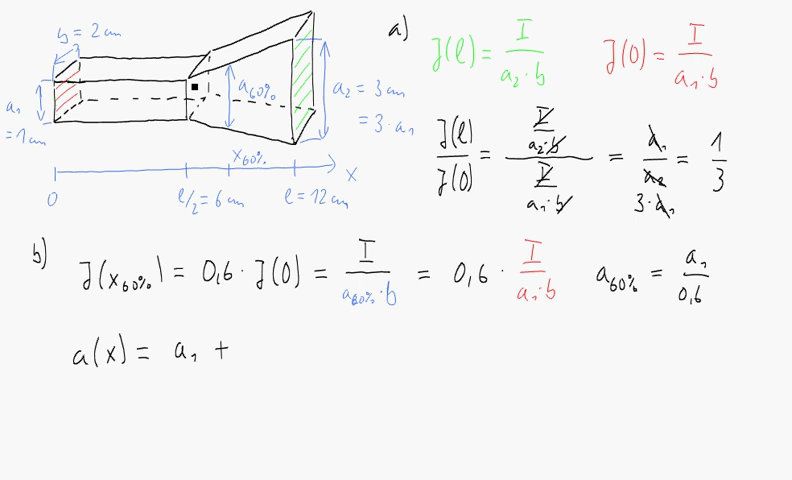 b = 2 cm
a₁ = 1 cm
a60%
a₂ = 3 cm
= 3·a₁
x60%
x
0
l/2 = 6 cm
l = 12 cm
a)
J(l) = I / (a₂·b)
J(0) = I / (a₁·b)
J(l) / J(0) = (I / (a₂·b)) / (I / (a₁·b)) = a₁ / a₂ = 1/3
3·a₁
b)
J(x60%) = 0,6 · J(0) = I / (a60%·b) = 0,6 · I / (a₁·b)
a60% = a₁ / 0,6
a(x) = a₁ +